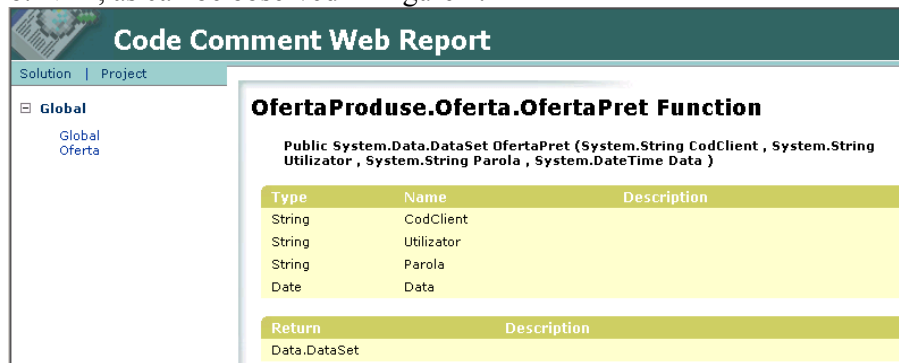 Code Comment Web Report
Solution | Project
Global
Global
Oferta
OfertaProduse.Oferta.OfertaPret Function
Public System.Data.DataSet OfertaPret (System.String CodClient , System.String
Utilizator , System.String Parola , System.DateTime Data )
Type Name Description
String CodClient
String Utilizator
String Parola
Date Data
Return Description
Data.DataSet